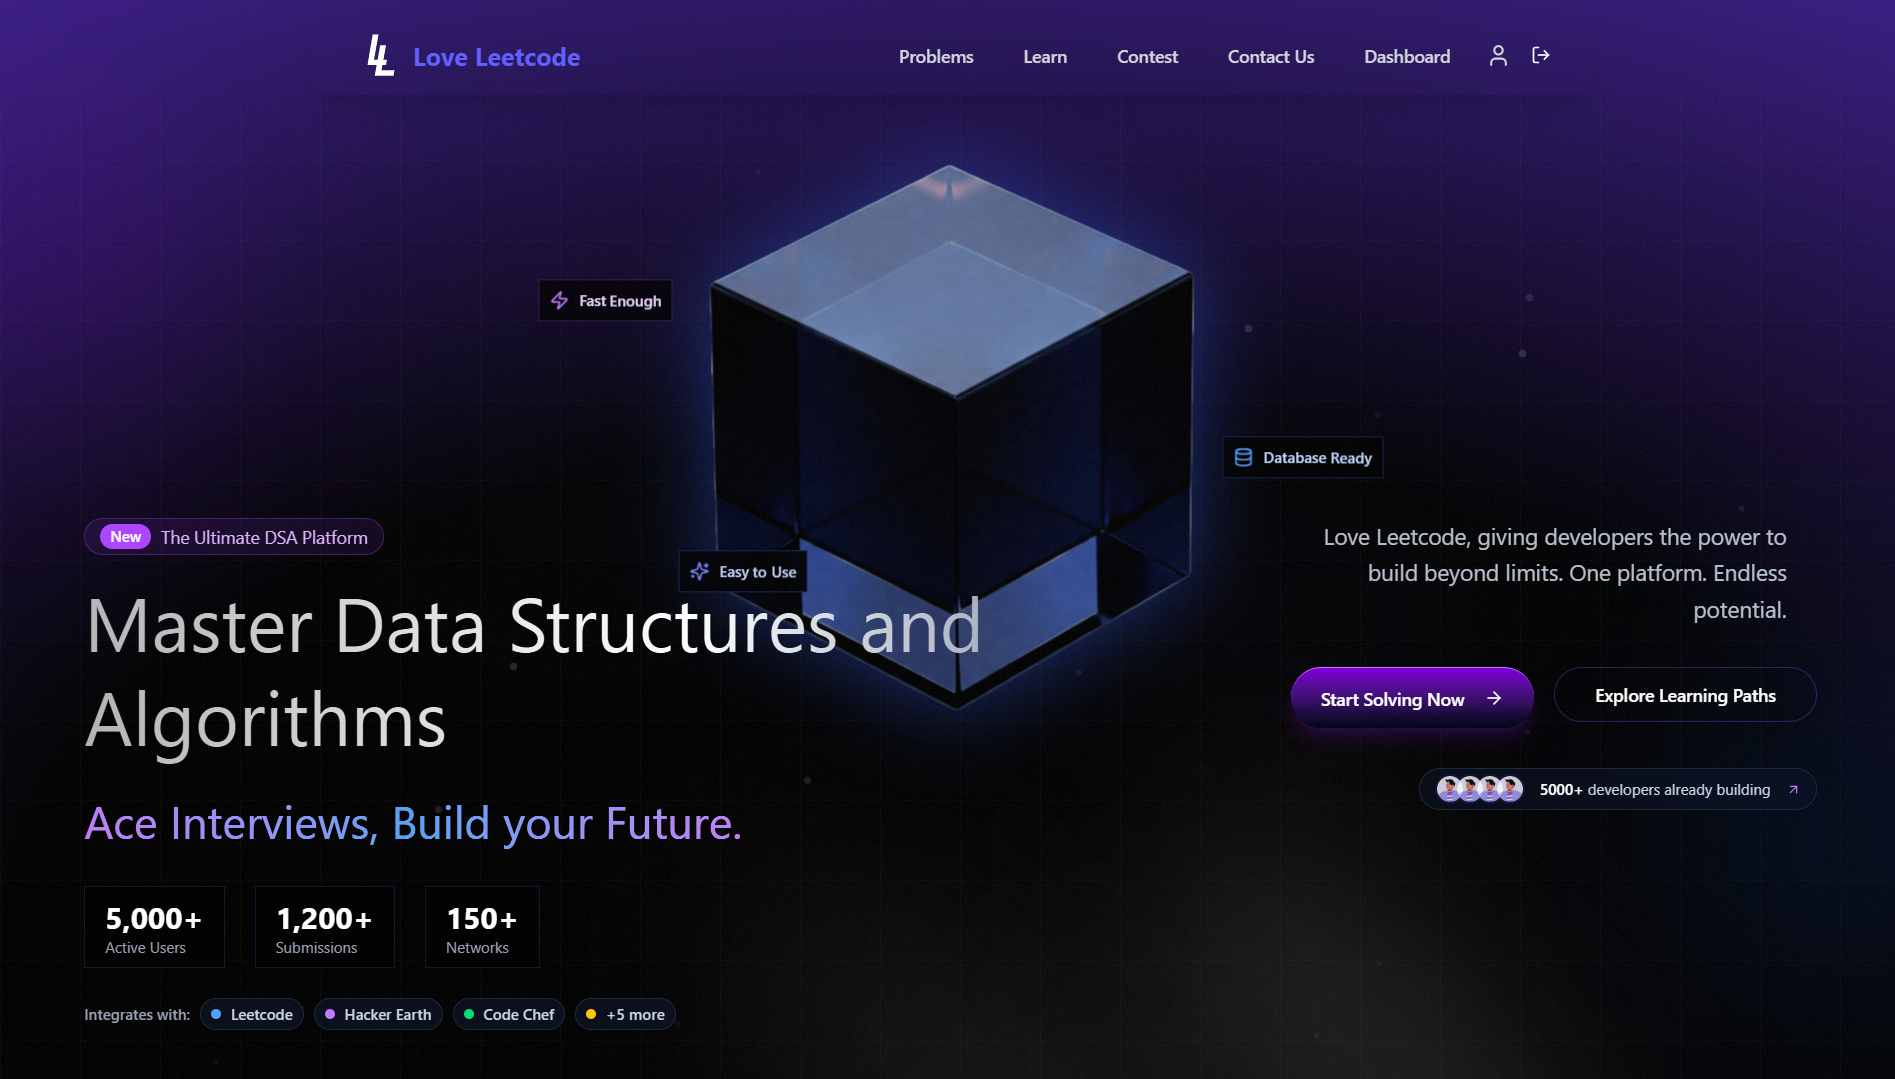 LL Love Leetcode
Problems Learn Contest Contact Us Dashboard
Fast Enough
Database Ready
Easy to Use
New The Ultimate DSA Platform
Master Data Structures and
Algorithms
Ace Interviews, Build your Future.
5,000+
Active Users
1,200+
Submissions
150+
Networks
Integrates with: Leetcode Hacker Earth Code Chef +5 more
Love Leetcode, giving developers the power to
build beyond limits. One platform. Endless
potential.
Start Solving Now Explore Learning Paths
5000+ developers already building